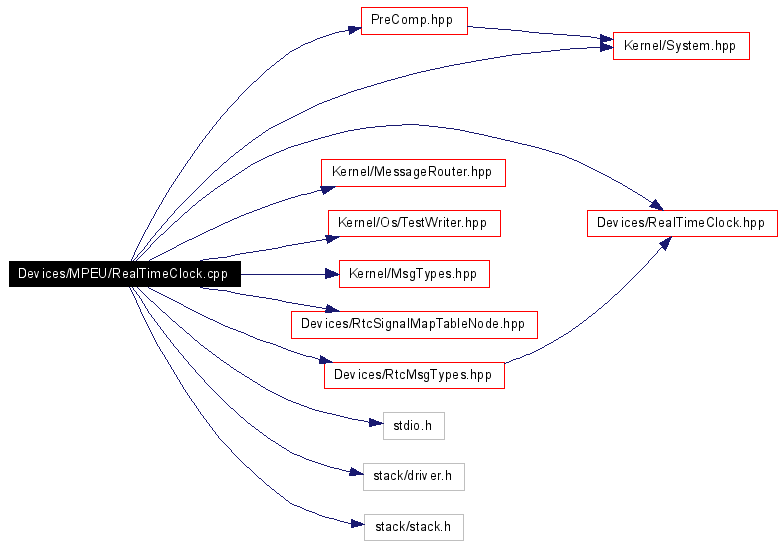 PreComp.hpp
Kernel/System.hpp
Kernel/MessageRouter.hpp
Kernel/Os/TestWriter.hpp
Devices/RealTimeClock.hpp
Devices/MPEU/RealTimeClock.cpp
Kernel/MsgTypes.hpp
Devices/RtcSignalMapTableNode.hpp
Devices/RtcMsgTypes.hpp
stdio.h
stack/driver.h
stack/stack.h